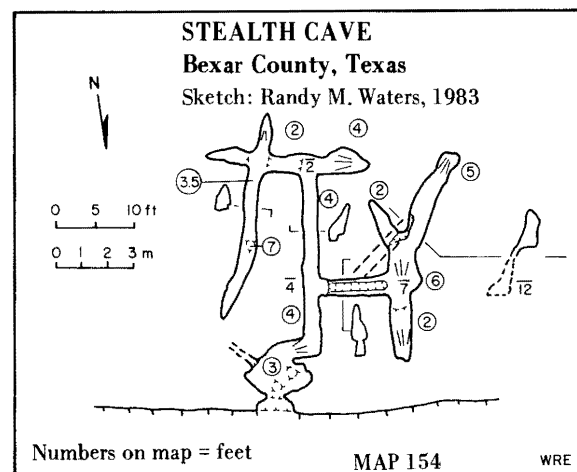 STEALTH CAVE
Bexar County, Texas
Sketch: Randy M. Waters, 1983
N
2
4
12
3.5
4
2
5
0 5 10 ft
0 1 2 3 m
7
4
7
6
12
4
2
3
Numbers on map = feet
MAP 154
WRE